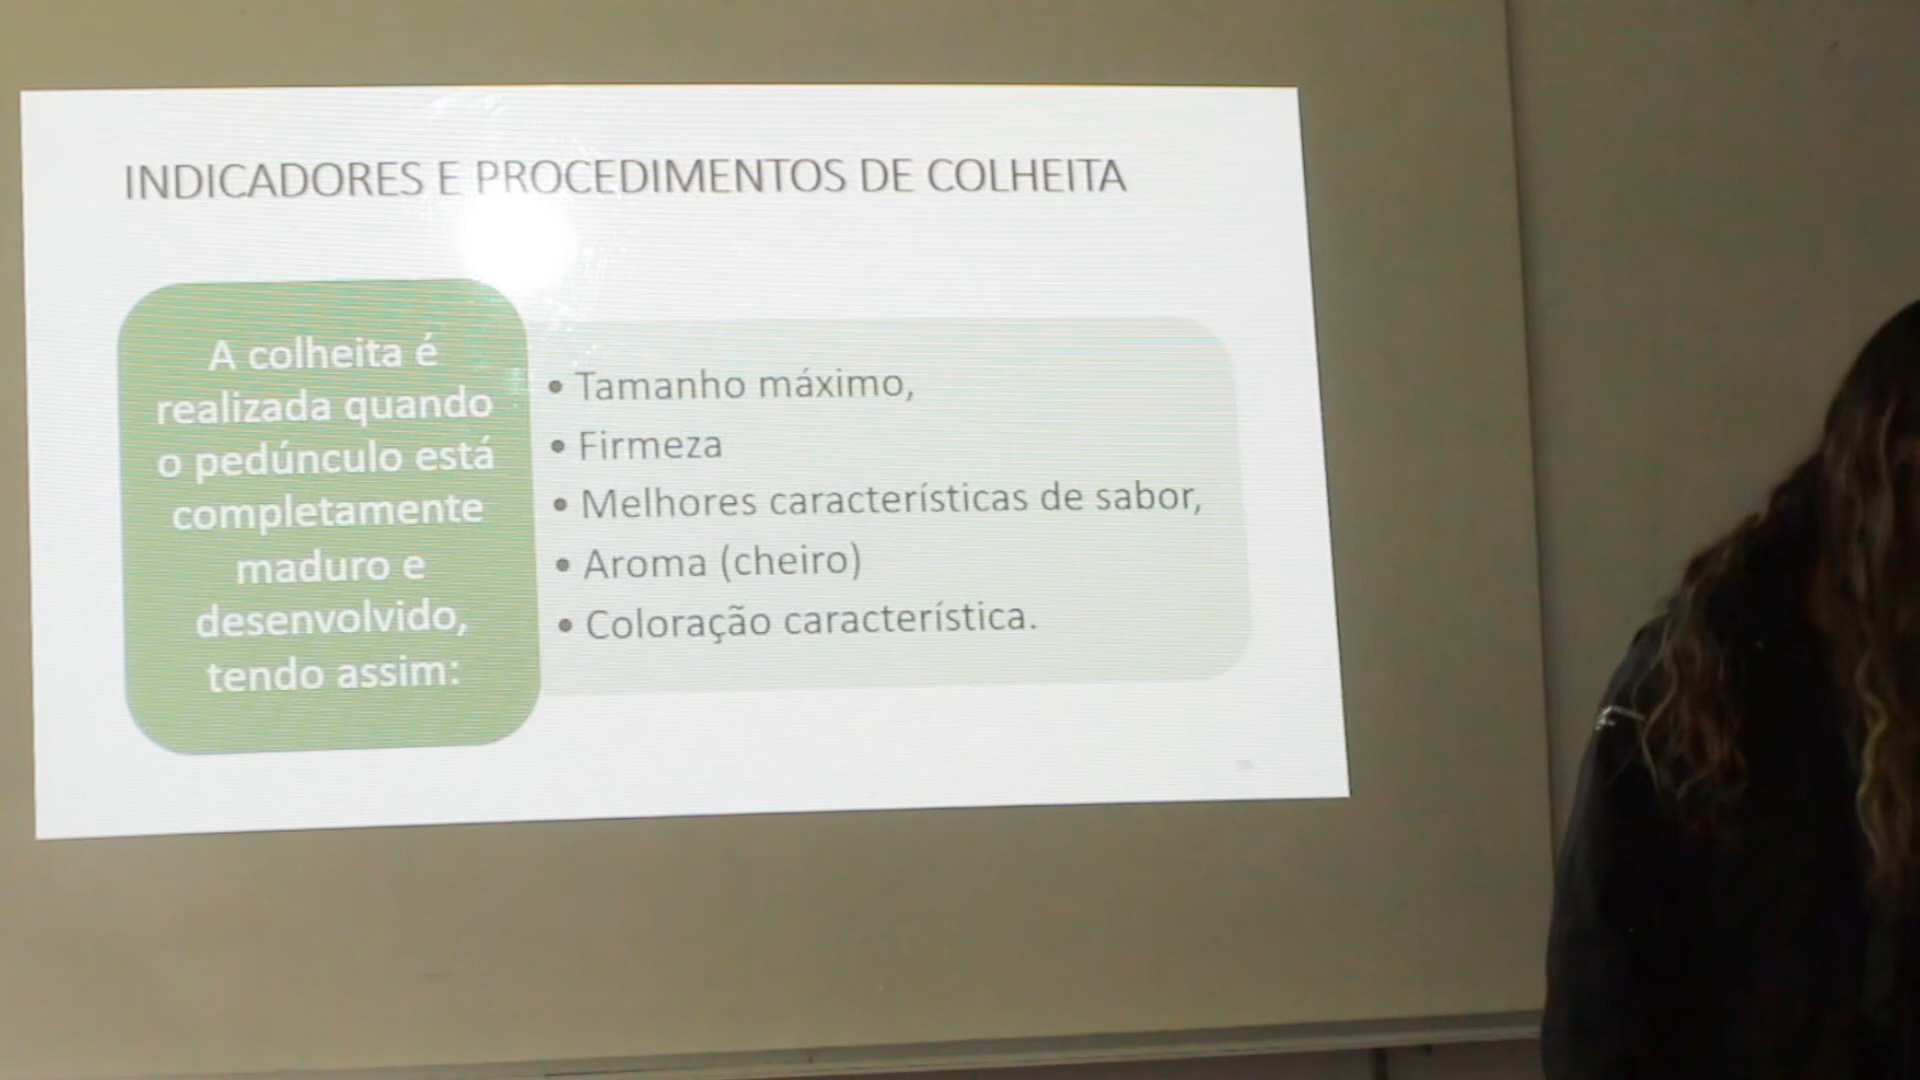 INDICADORES E PROCEDIMENTOS DE COLHEITA
A colheita é
realizada quando
o pedúnculo está
completamente
maduro e
desenvolvido,
tendo assim:
• Tamanho máximo,
• Firmeza
• Melhores características de sabor,
• Aroma (cheiro)
• Coloração característica.